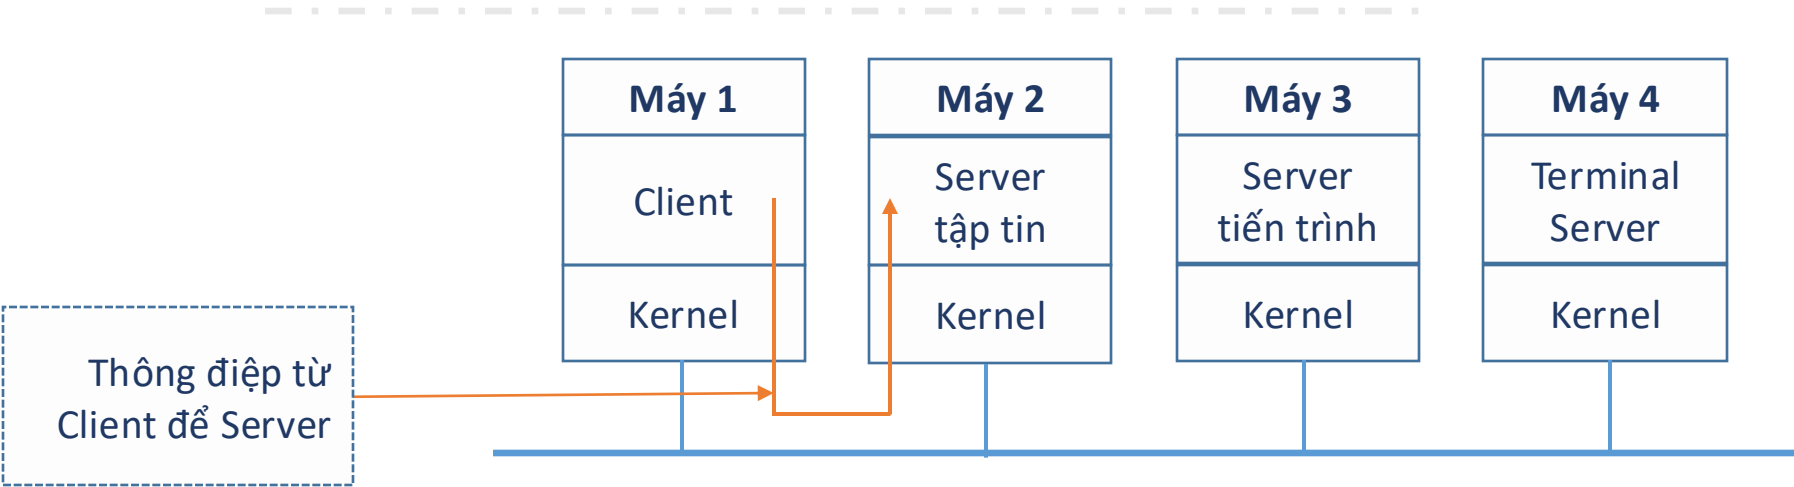 Máy 1
Máy 2
Máy 3
Máy 4
Client
Server
tập tin
Server
tiến trình
Terminal
Server
Kernel
Kernel
Kernel
Kernel
Thông điệp từ
Client để Server